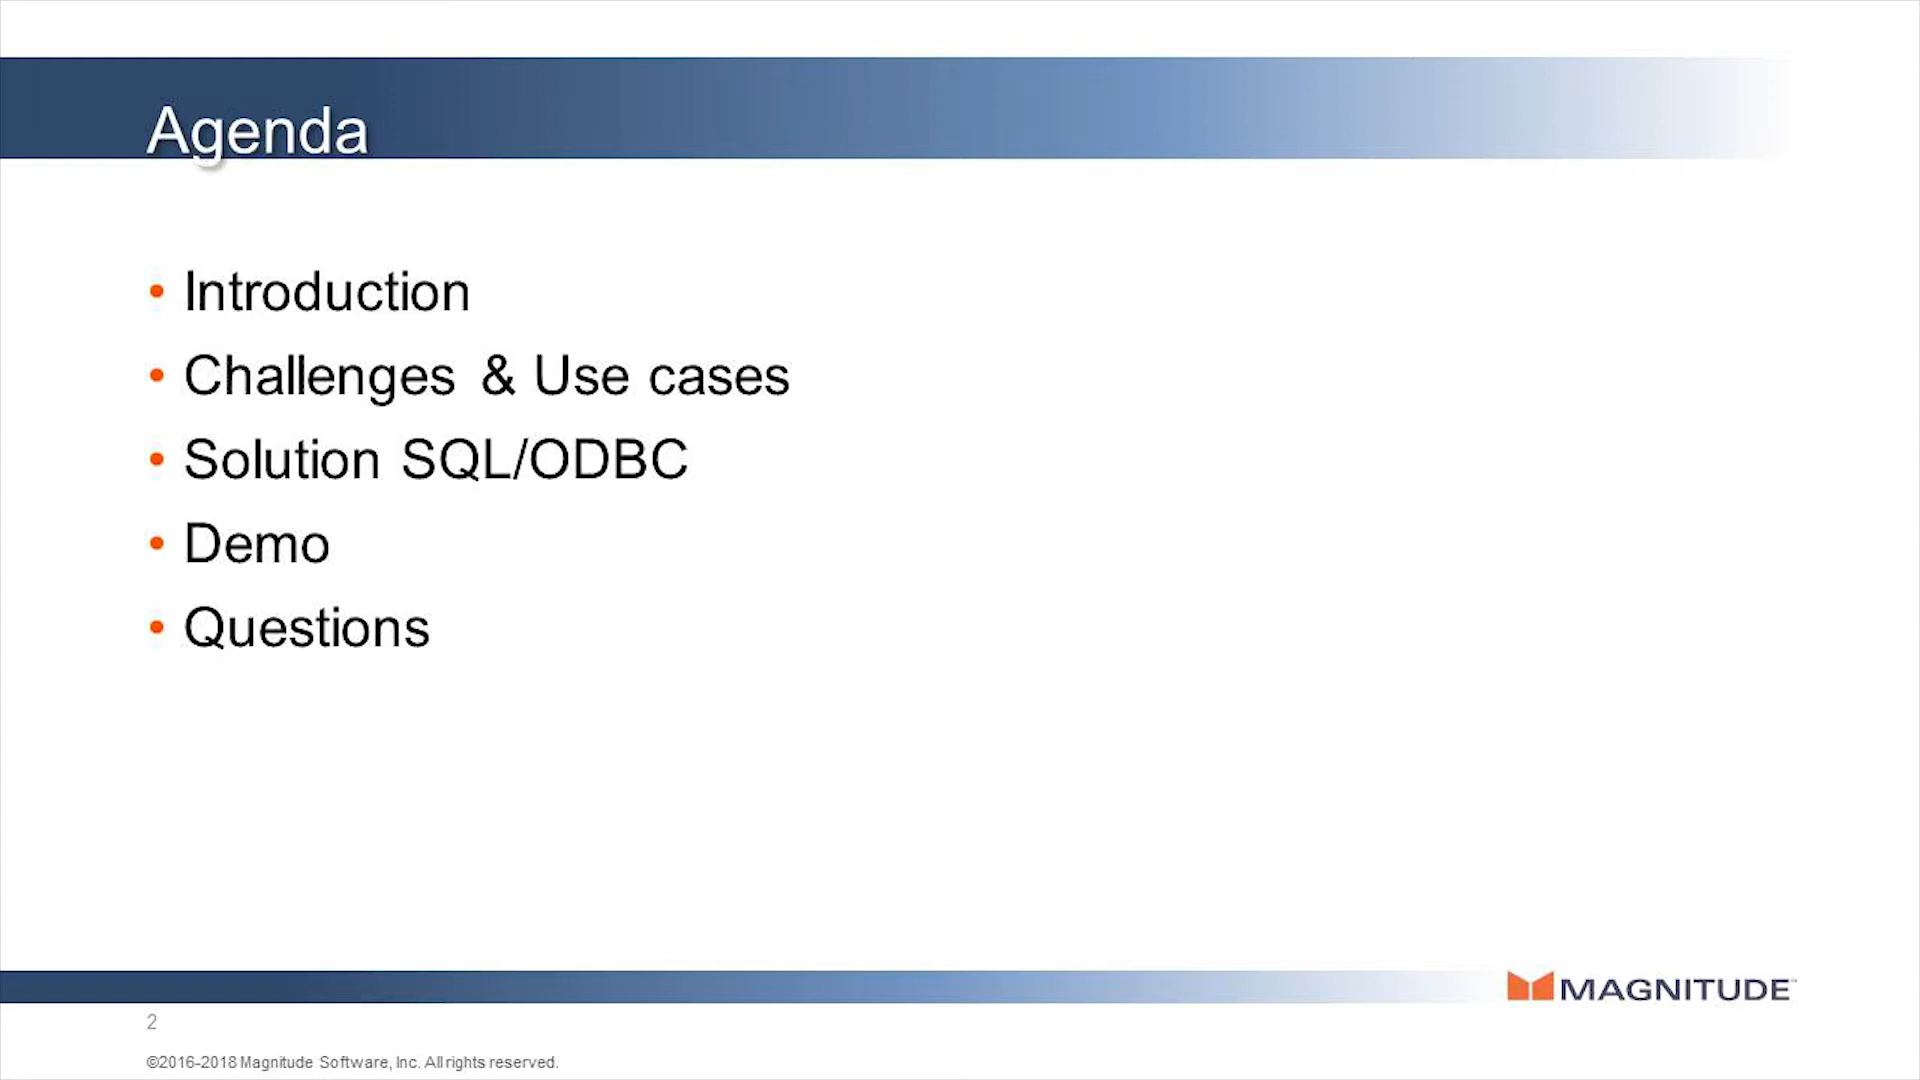 Agenda
• Introduction
• Challenges & Use cases
• Solution SQL/ODBC
• Demo
• Questions
MAGNITUDE™
2
©2016-2018 Magnitude Software, Inc. All rights reserved.